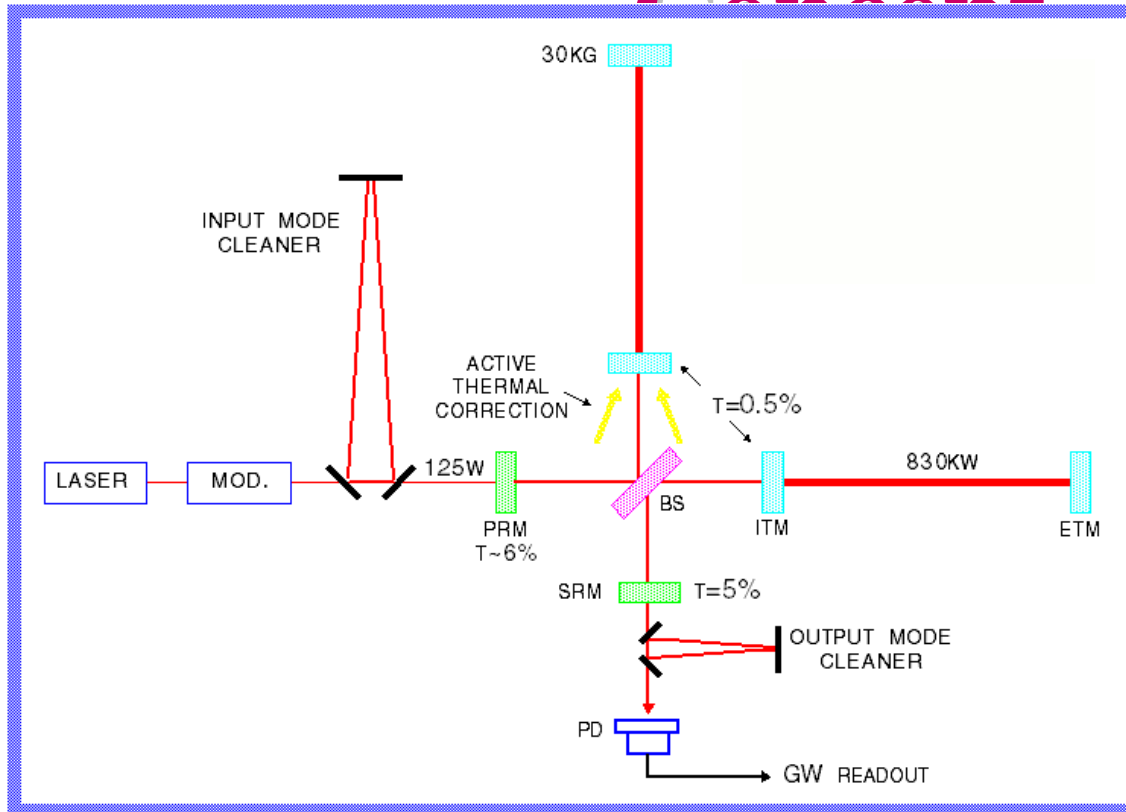 30KG
INPUT MODE
CLEANER
ACTIVE
THERMAL
CORRECTION
T=0.5%
LASER
MOD.
125W
830KW
BS
PRM
T~6%
ITM
ETM
SRM
T=5%
OUTPUT MODE
CLEANER
PD
GW READOUT